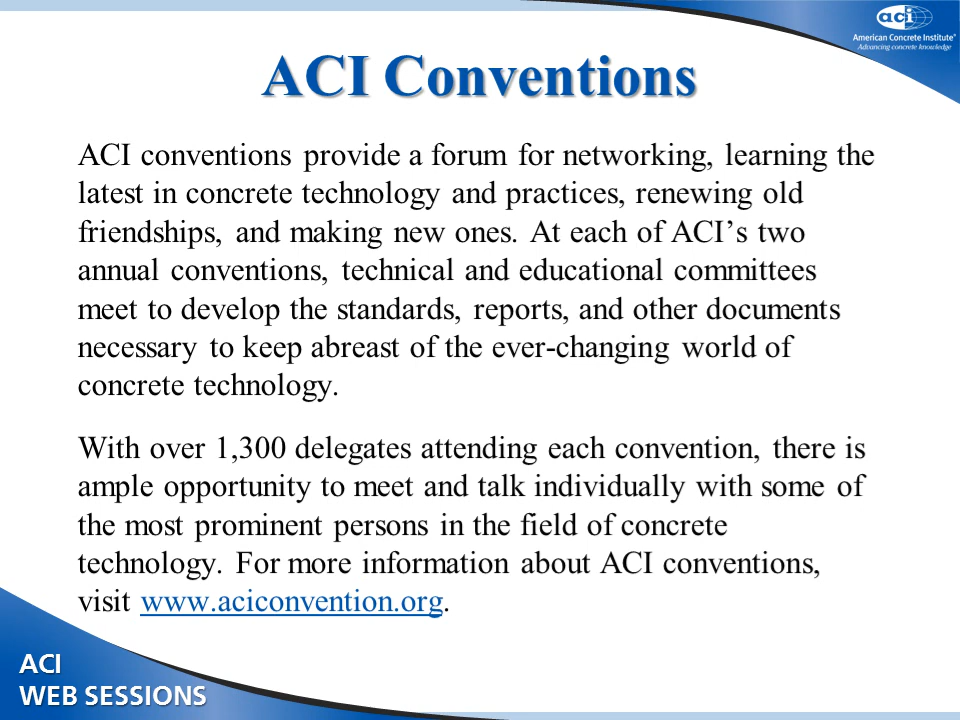 aci
American Concrete Institute®
Advancing concrete knowledge
ACI Conventions
ACI conventions provide a forum for networking, learning the
latest in concrete technology and practices, renewing old
friendships, and making new ones. At each of ACI’s two
annual conventions, technical and educational committees
meet to develop the standards, reports, and other documents
necessary to keep abreast of the ever-changing world of
concrete technology.
With over 1,300 delegates attending each convention, there is
ample opportunity to meet and talk individually with some of
the most prominent persons in the field of concrete
technology. For more information about ACI conventions,
visit www.aciconvention.org.
ACI
WEB SESSIONS